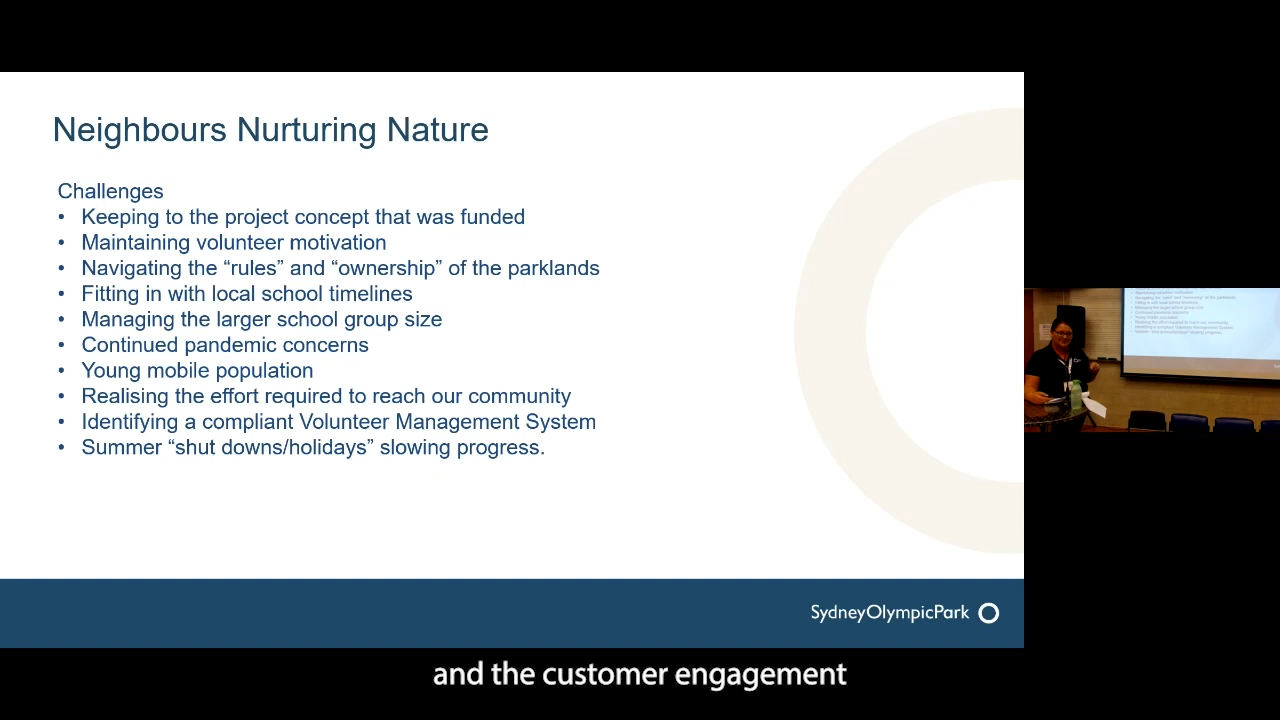 Neighbours Nurturing Nature
Challenges
• Keeping to the project concept that was funded
• Maintaining volunteer motivation
• Navigating the “rules” and “ownership” of the parklands
• Fitting in with local school timelines
• Managing the larger school group size
• Continued pandemic concerns
• Young mobile population
• Realising the effort required to reach our community
• Identifying a compliant Volunteer Management System
• Summer “shut downs/holidays” slowing progress.
SydneyOlympicPark
and the customer engagement